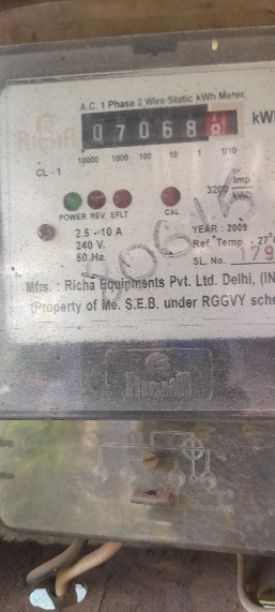 A.C. 1 Phase 2 Wire Static kWh Meter,
RICHA
0 7 0 6 8 8
kW
10000 1000 100 10 1 1/10
CL - 1
3200 Imp
kWh
POWER REV EFLT CAL
2.5 - 10 A
240 V.
50 Hz.
YEAR : 2009
Ref. Temp. : 27°
SL. No. 179
Mfrs. : Richa Equipments Pvt. Ltd. Delhi, (IN
(Property of Me. S.E.B. under RGGVY sche
RICHA